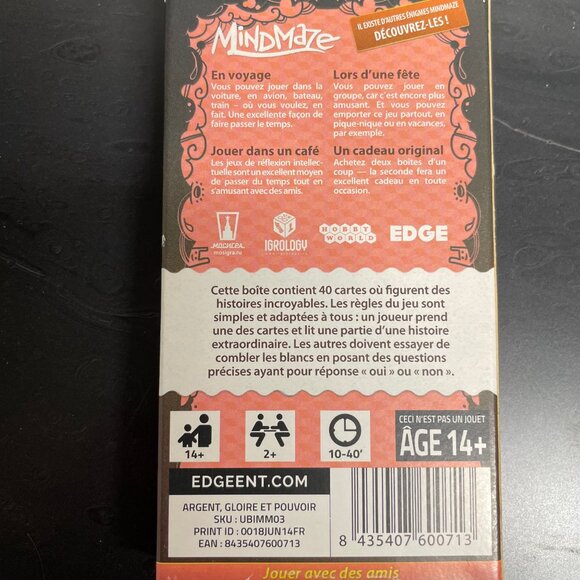 MiNDMaze
IL EXISTE D'AUTRES ÉNIGMES MINDMAZE
DÉCOUVREZ-LES !
En voyage
Vous pouvez jouer dans la
voiture, en avion, bateau,
train – où vous voulez, en
fait. Une excellente façon de
faire passer le temps.
Lors d'une fête
Vous pouvez jouer en
groupe, car c'est encore plus
amusant. Et vous pouvez
emporter ce jeu partout, en
pique-nique ou en vacances,
par exemple.
Jouer dans un café
Les jeux de réflexion intellec-
tuelle sont un excellent moyen
de passer du temps tout en
s'amusant avec des amis.
Un cadeau original
Achetez deux boîtes d'un
coup — la seconde fera un
excellent cadeau en toute
occasion.
МОСИГРА
mosigra.ru
IGROLOGY
HOBBY
WORLD
EDGE
Cette boîte contient 40 cartes où figurent des
histoires incroyables. Les règles du jeu sont
simples et adaptées à tous : un joueur prend
une des cartes et lit une partie d'une histoire
extraordinaire. Les autres doivent essayer de
combler les blancs en posant des questions
précises ayant pour réponse « oui » ou « non ».
14+
2+
10-40'
CECI N'EST PAS UN JOUET
ÂGE 14+
EDGEENT.COM
ARGENT, GLOIRE ET POUVOIR
SKU : UBIMM03
PRINT ID : 0018JUN14FR
EAN : 8435407600713
8 435407 600713
Jouer avec des amis